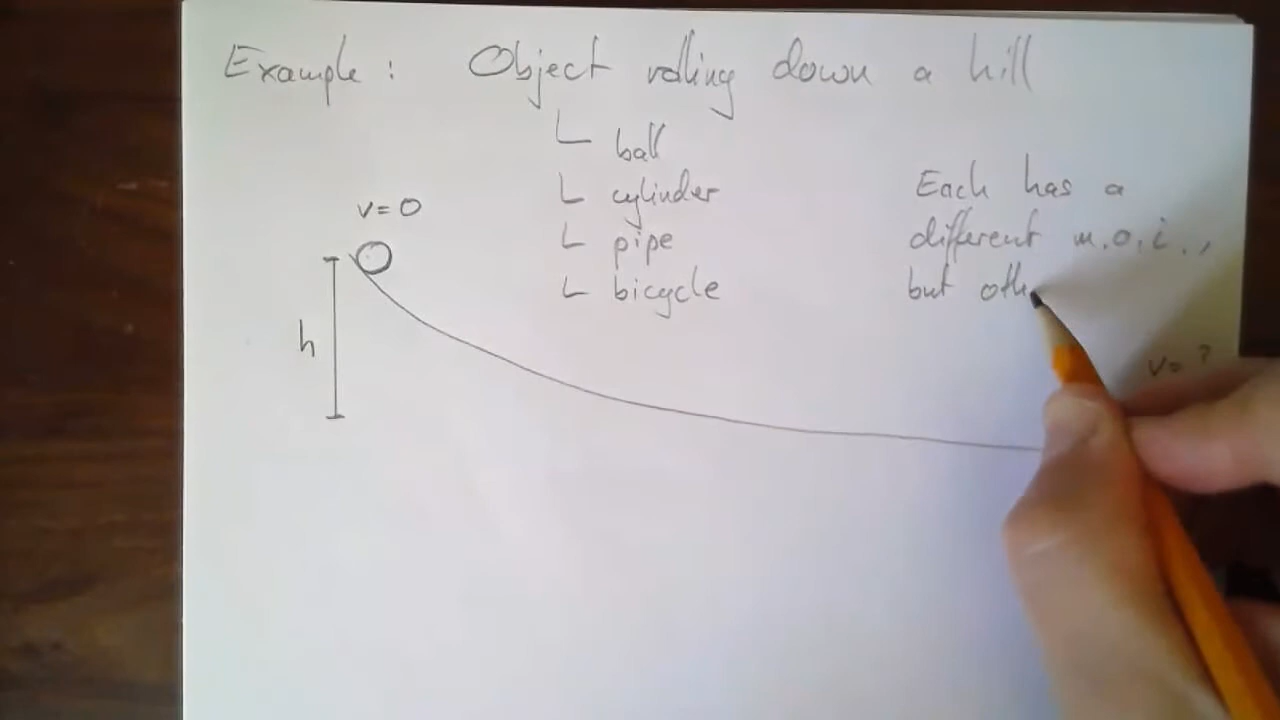 Example : Object rolling down a hill
ball
cylinder
pipe
bicycle
Each has a
different m.o.i.,
but oth
v=0
h
v=?